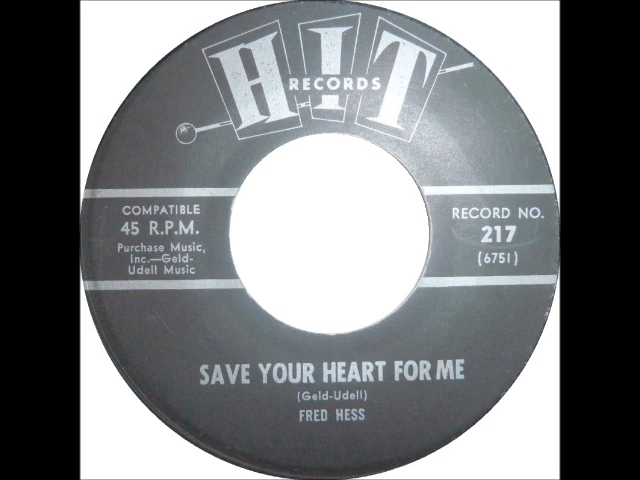 HIT
RECORDS
COMPATIBLE
45 R.P.M.
Purchase Music,
Inc.—Geld-
Udell Music
RECORD NO.
217
(6751)
SAVE YOUR HEART FOR ME
(Geld-Udell)
FRED HESS